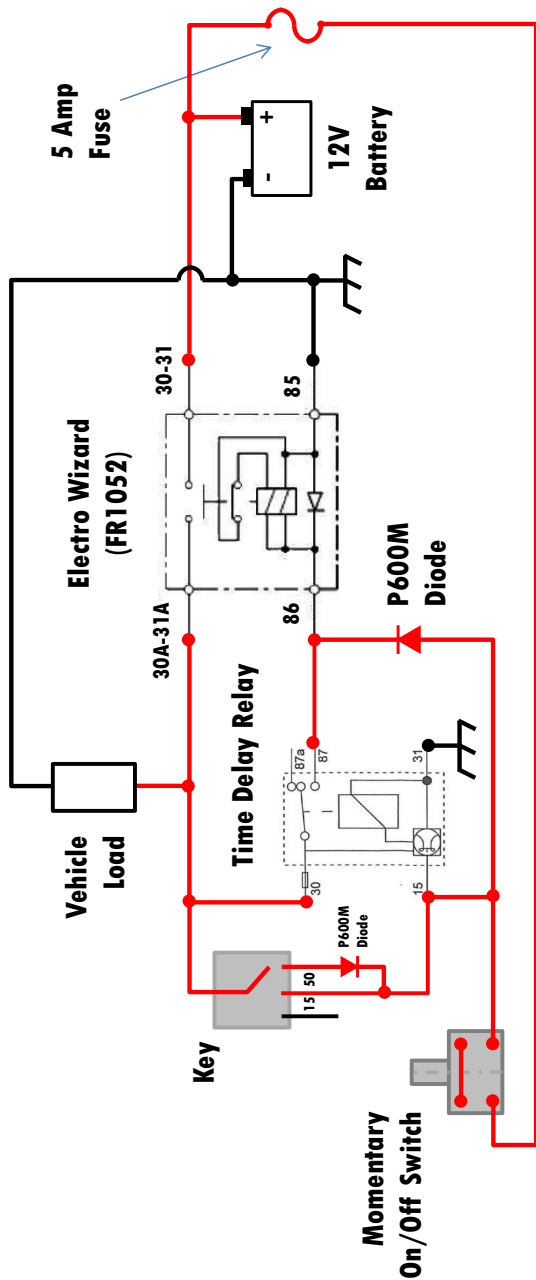 5 Amp
Fuse
12V
Battery
+
-
30-31
85
Electro Wizard
(FR1052)
30A-31A
86
P600M
Diode
Vehicle
Load
Time Delay Relay
87a
87
31
30
15
Key
15
50
P600M
Diode
Momentary
On/Off Switch